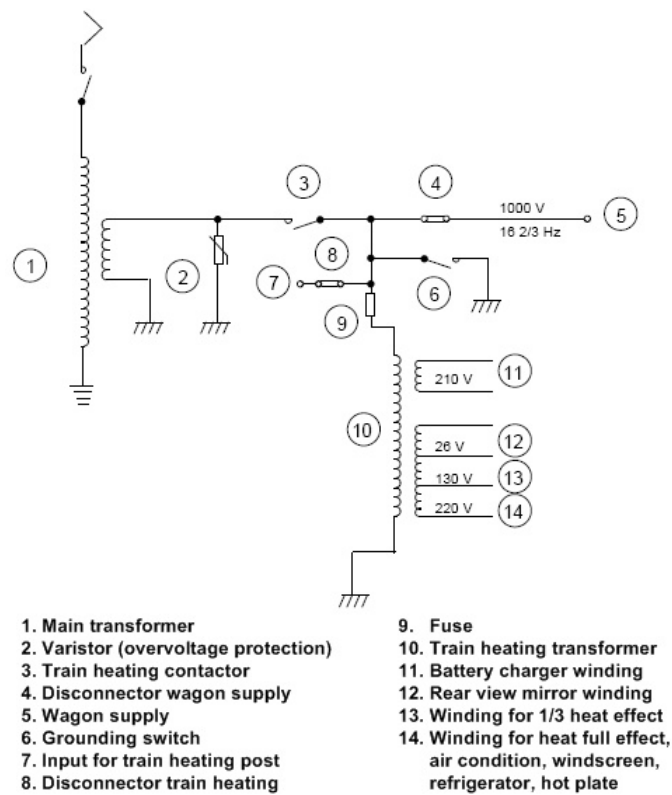 3
4
1000 V
5
16 2/3 Hz
8
1
2
7
6
9
11
210 V
10
12
26 V
130 V
13
220 V
14
1. Main transformer
2. Varistor (overvoltage protection)
3. Train heating contactor
4. Disconnector wagon supply
5. Wagon supply
6. Grounding switch
7. Input for train heating post
8. Disconnector train heating
9. Fuse
10. Train heating transformer
11. Battery charger winding
12. Rear view mirror winding
13. Winding for 1/3 heat effect
14. Winding for heat full effect,
air condition, windscreen,
refrigerator, hot plate